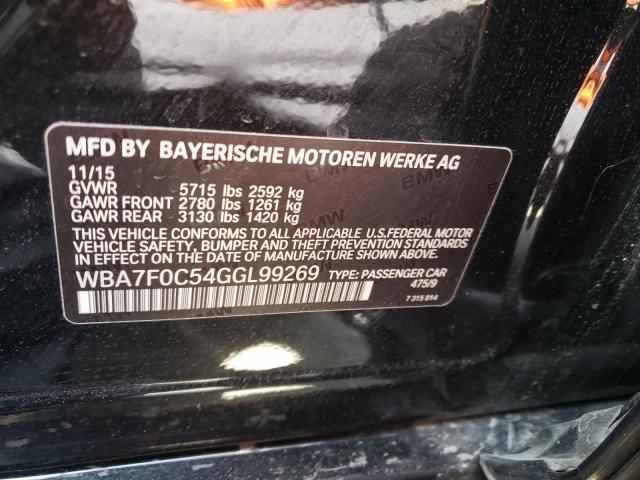 MFD BY BAYERISCHE MOTOREN WERKE AG
11/15
GVWR 5715 lbs 2592 kg
GAWR FRONT 2780 lbs 1261 kg
GAWR REAR 3130 lbs 1420 kg
THIS VEHICLE CONFORMS TO ALL APPLICABLE U.S.FEDERAL MOTOR
VEHICLE SAFETY, BUMPER AND THEFT PREVENTION STANDARDS
IN EFFECT ON THE DATE OF MANUFACTURE SHOWN ABOVE.
WBA7F0C54GGL99269 TYPE: PASSENGER CAR
475/9
7 315 814